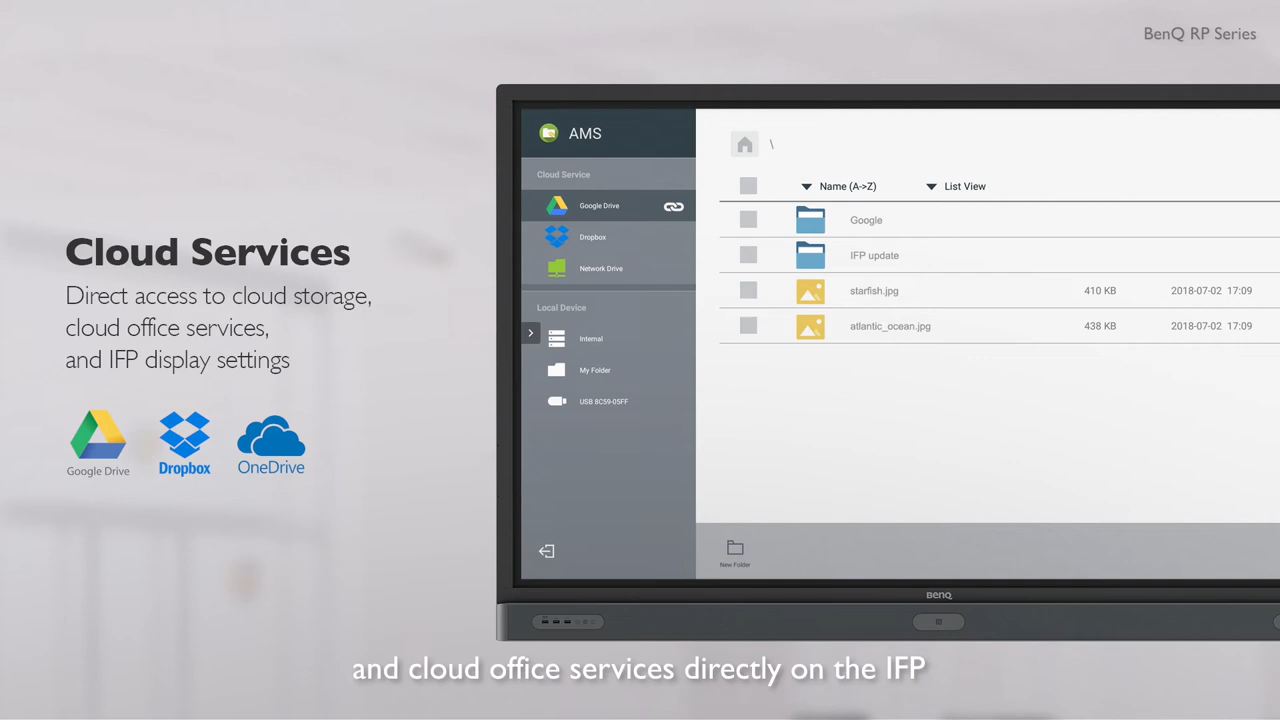 BenQ RP Series
Cloud Services
Direct access to cloud storage,
cloud office services,
and IFP display settings
Google Drive
Dropbox
OneDrive
AMS
Cloud Service
Google Drive
Dropbox
Network Drive
Local Device
Internal
My Folder
USB 8C59-05FF
\
Name (A->Z) List View
Google
IFP update
starfish.jpg 410 KB 2018-07-02 17:09
atlantic_ocean.jpg 438 KB 2018-07-02 17:09
New Folder
BenQ
and cloud office services directly on the IFP